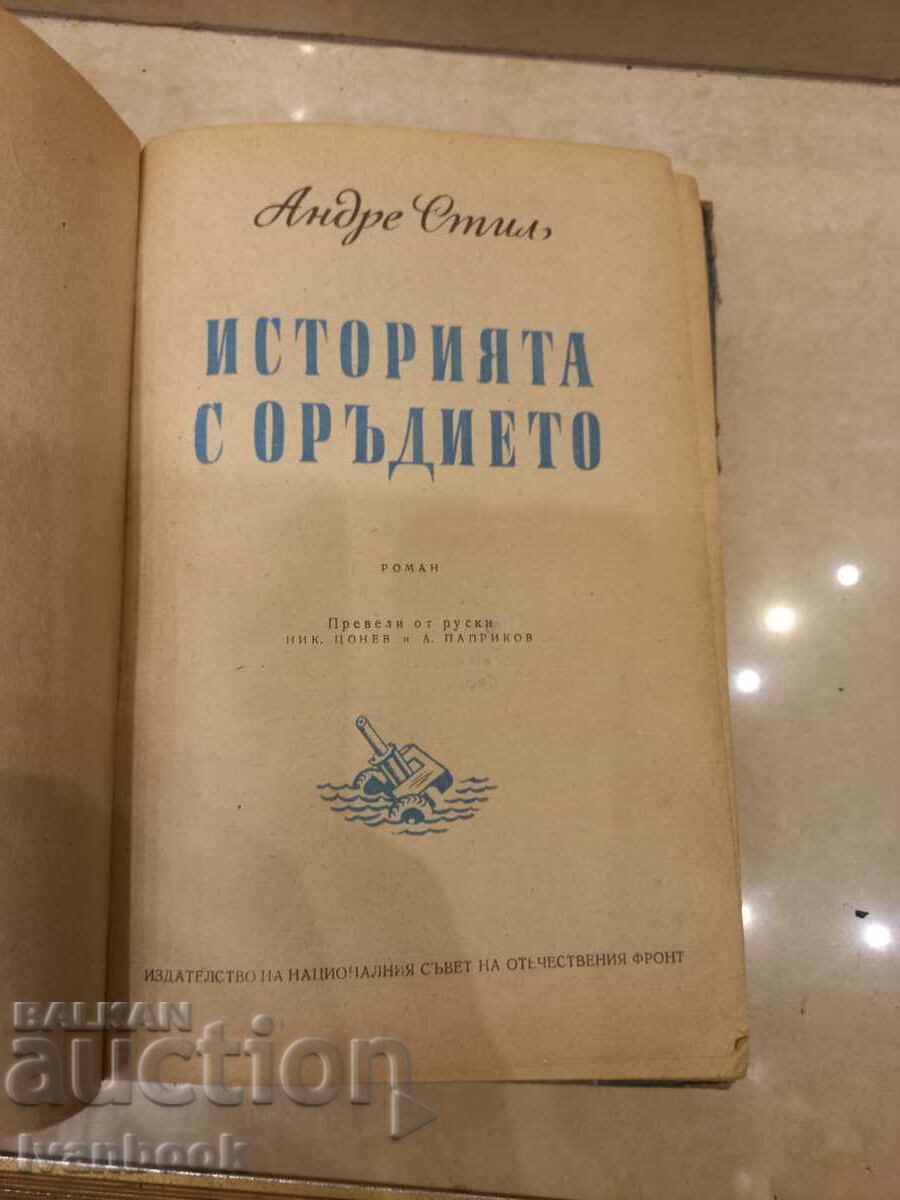 Андре Стил,
ИСТОРИЯТА
С ОРЪДИЕТО
РОМАН
Превели от руски
НИК. ЦОНЕВ и А. ПАПРИКОВ
ИЗДАТЕЛСТВО НА НАЦИОНАЛНИЯ СЪВЕТ НА ОТЕЧЕСТВЕНИЯ ФРОНТ
BALKAN
auction
Ivanbook